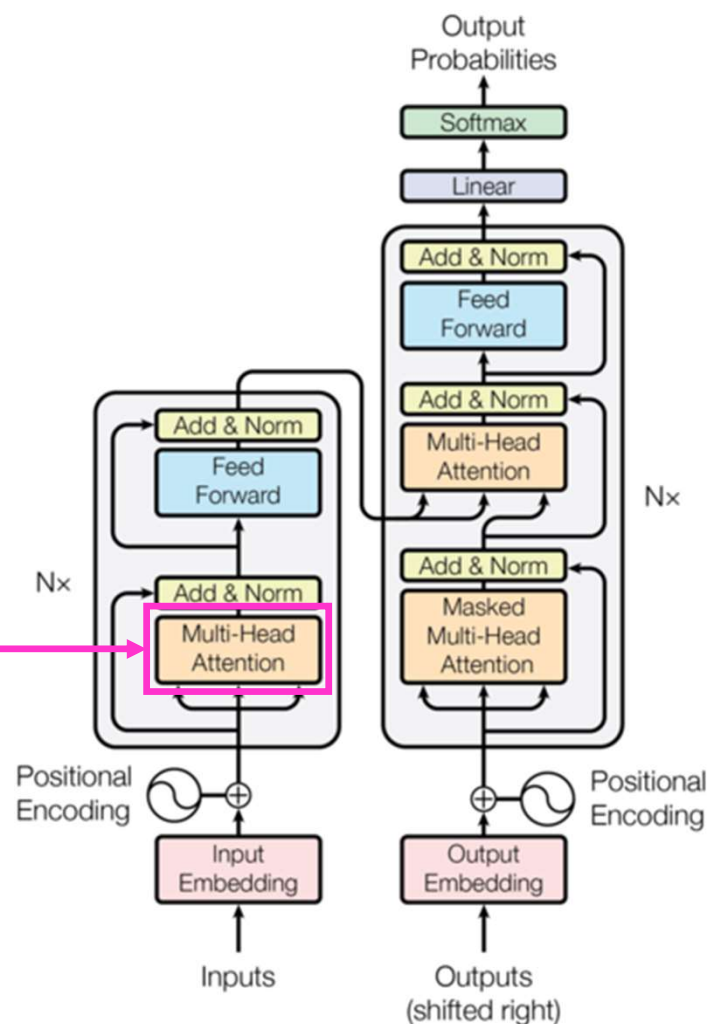 Output
Probabilities
Softmax
Linear
Add & Norm
Feed
Forward
Add & Norm
Multi-Head
Attention
Nx
Add & Norm
Masked
Multi-Head
Attention
Add & Norm
Feed
Forward
N×
Add & Norm
Multi-Head
Attention
Positional
Encoding
Positional
Encoding
Input
Embedding
Output
Embedding
Inputs
Outputs
(shifted right)